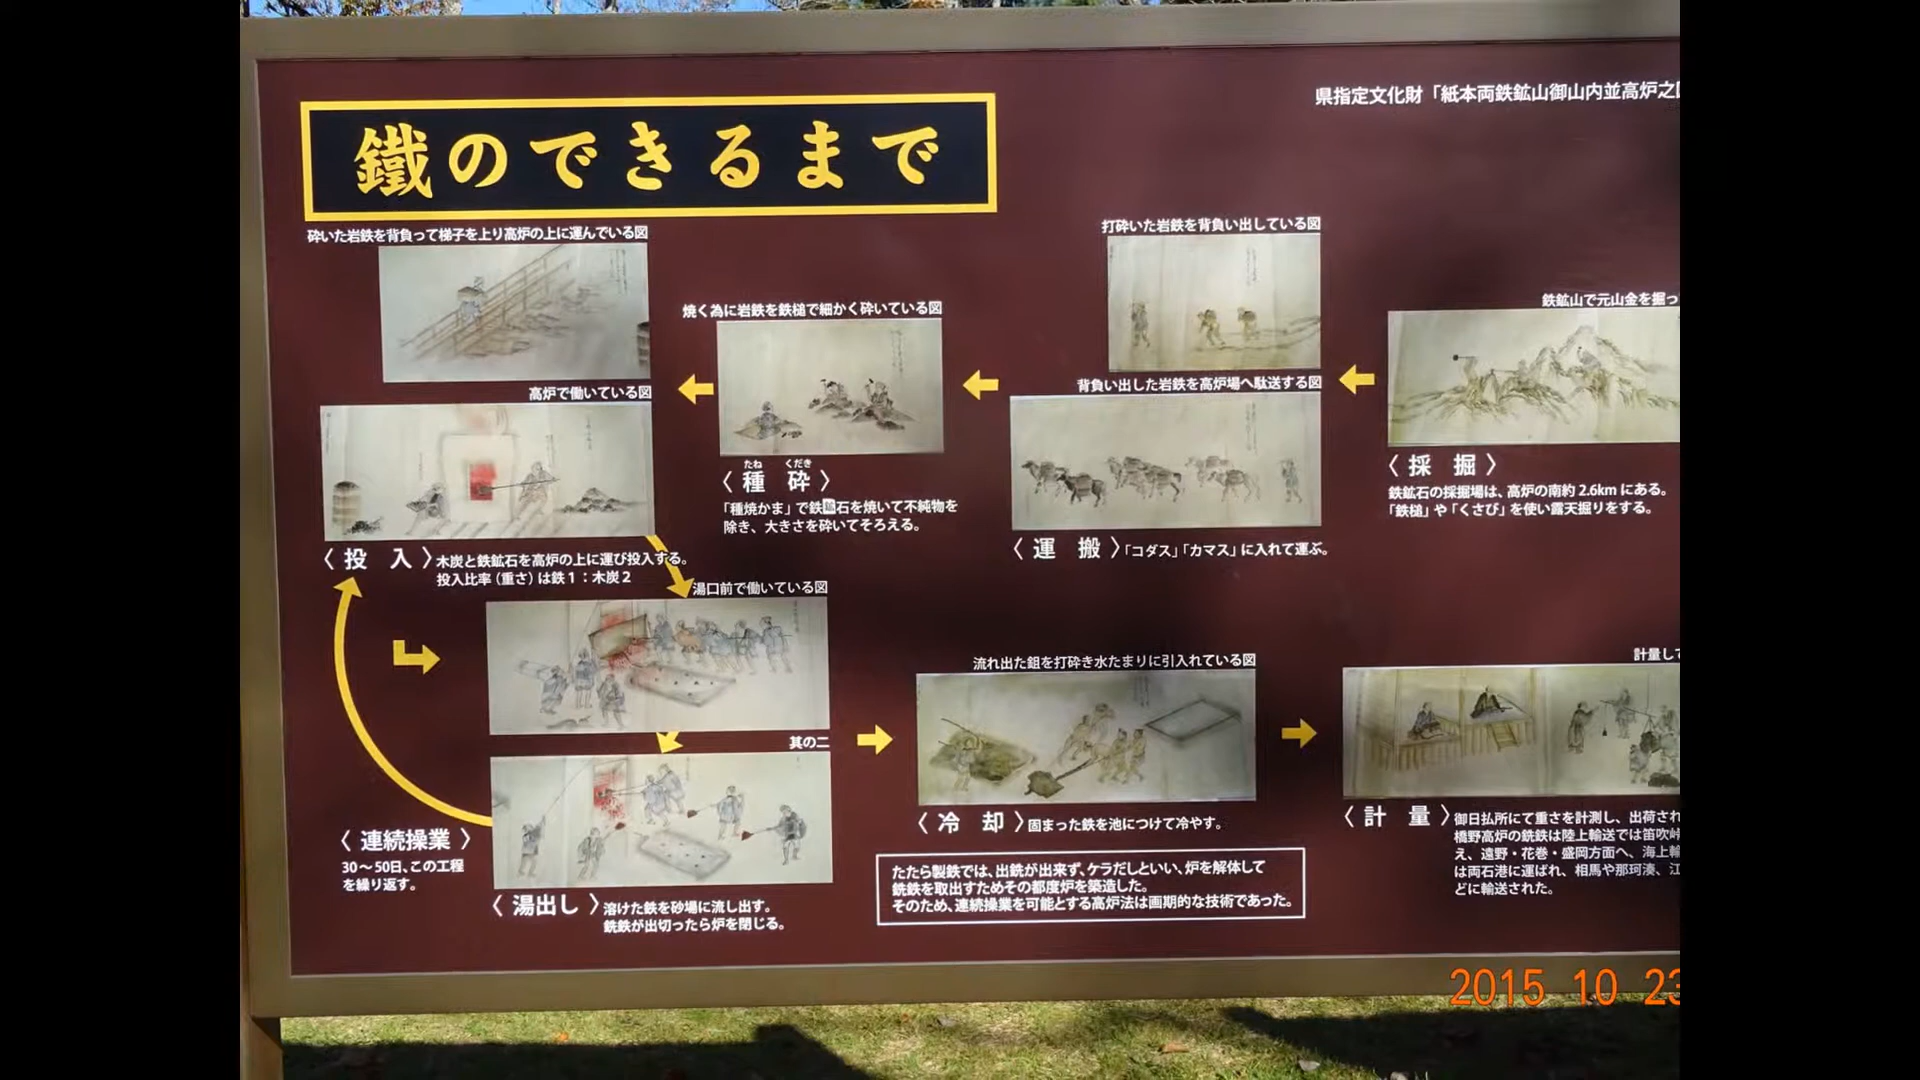 鐵のできるまで
県指定文化財「紙本両鉄鉱山御山内並高炉之
砕いた岩鉄を背負って梯子を上り高炉の上に運んでいる図
打砕いた岩鉄を背負い出している図
焼く為に岩鉄を鉄槌で細かく砕いている図
鉄鉱山で元山金を掘っ
高炉で働いている図
背負い出した岩鉄を高炉場へ駄送する図
〈採 掘〉
鉄鉱石の採掘場は、高炉の南約2.6kmにある。
「鉄槌」や「くさび」を使い露天掘りをする。
たね くだき
〈種 砕〉
「種焼かま」で鉄鉱石を焼いて不純物を
除き、大きさを砕いてそろえる。
〈運 搬〉「コダス」「カマス」に入れて運ぶ。
〈投 入〉木炭と鉄鉱石を高炉の上に運び投入する。
投入比率(重さ)は鉄1:木炭2
湯口前で働いている図
流れ出た鉏を打砕き水たまりに引入れている図
計量して
其の二
〈冷 却〉固まった鉄を池につけて冷やす。
〈計 量〉御日払所にて重さを計測し、出荷され
橋野高炉の銑鉄は陸上輸送では笛吹峠
え、遠野・花巻・盛岡方面へ、海上輸
は両石港に運ばれ、相馬や那珂湊、江
どに輸送された。
〈連続操業〉
30～50日、この工程
を繰り返す。
たたら製鉄では、出銑が出来ず、ケラだしといい、炉を解体して
銑鉄を取出すためその都度炉を築造した。
そのため、連続操業を可能とする高炉法は画期的な技術であった。
〈湯出し〉溶けた鉄を砂場に流し出す。
銑鉄が出切ったら炉を閉じる。
2015 10 23